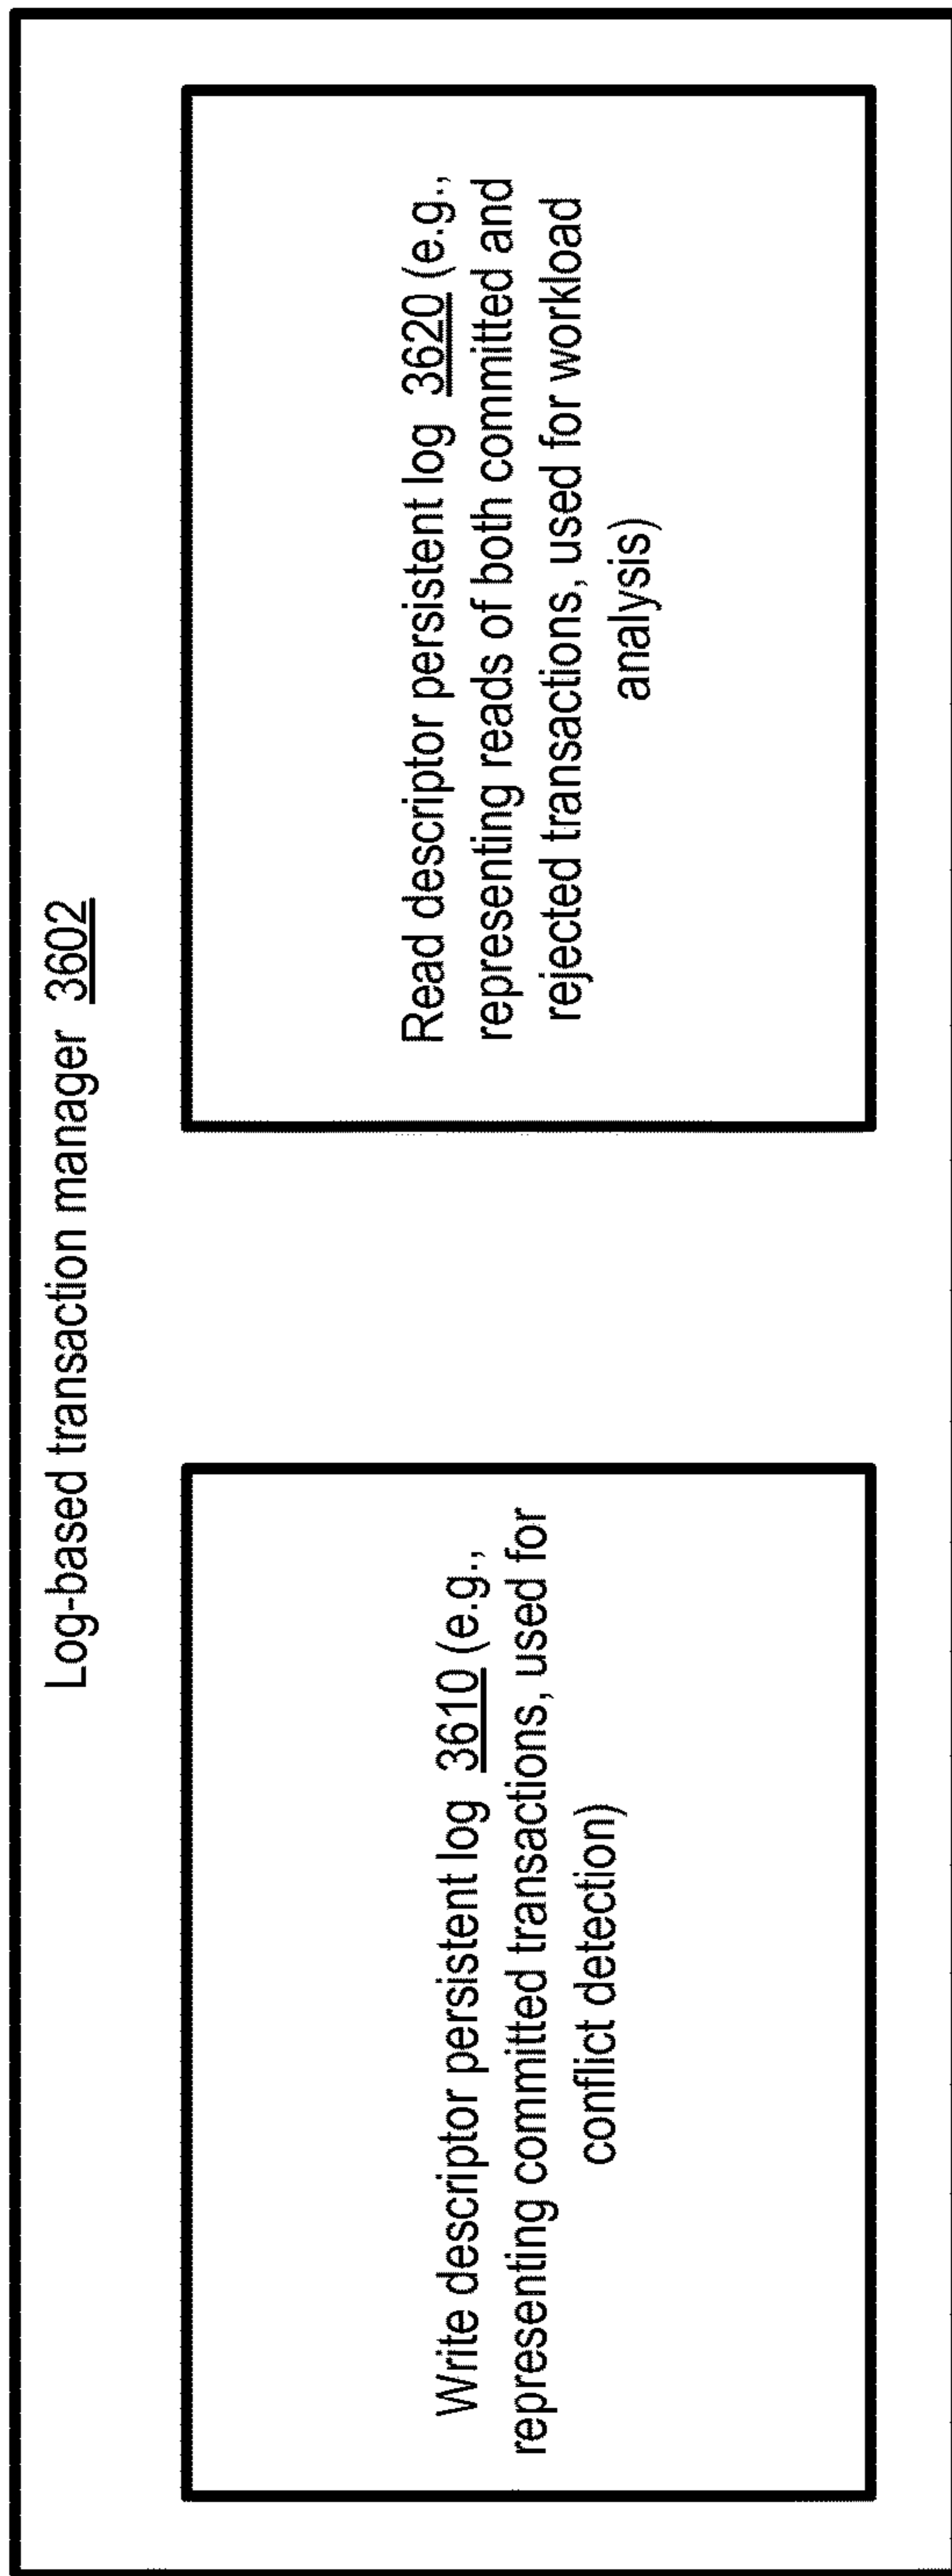 Log-based transaction manager 3602
Write descriptor persistent log 3610 (e.g.,
representing committed transactions, used for
conflict detection)
Read descriptor persistent log 3620 (e.g.,
representing reads of both committed and
rejected transactions, used for workload
analysis)